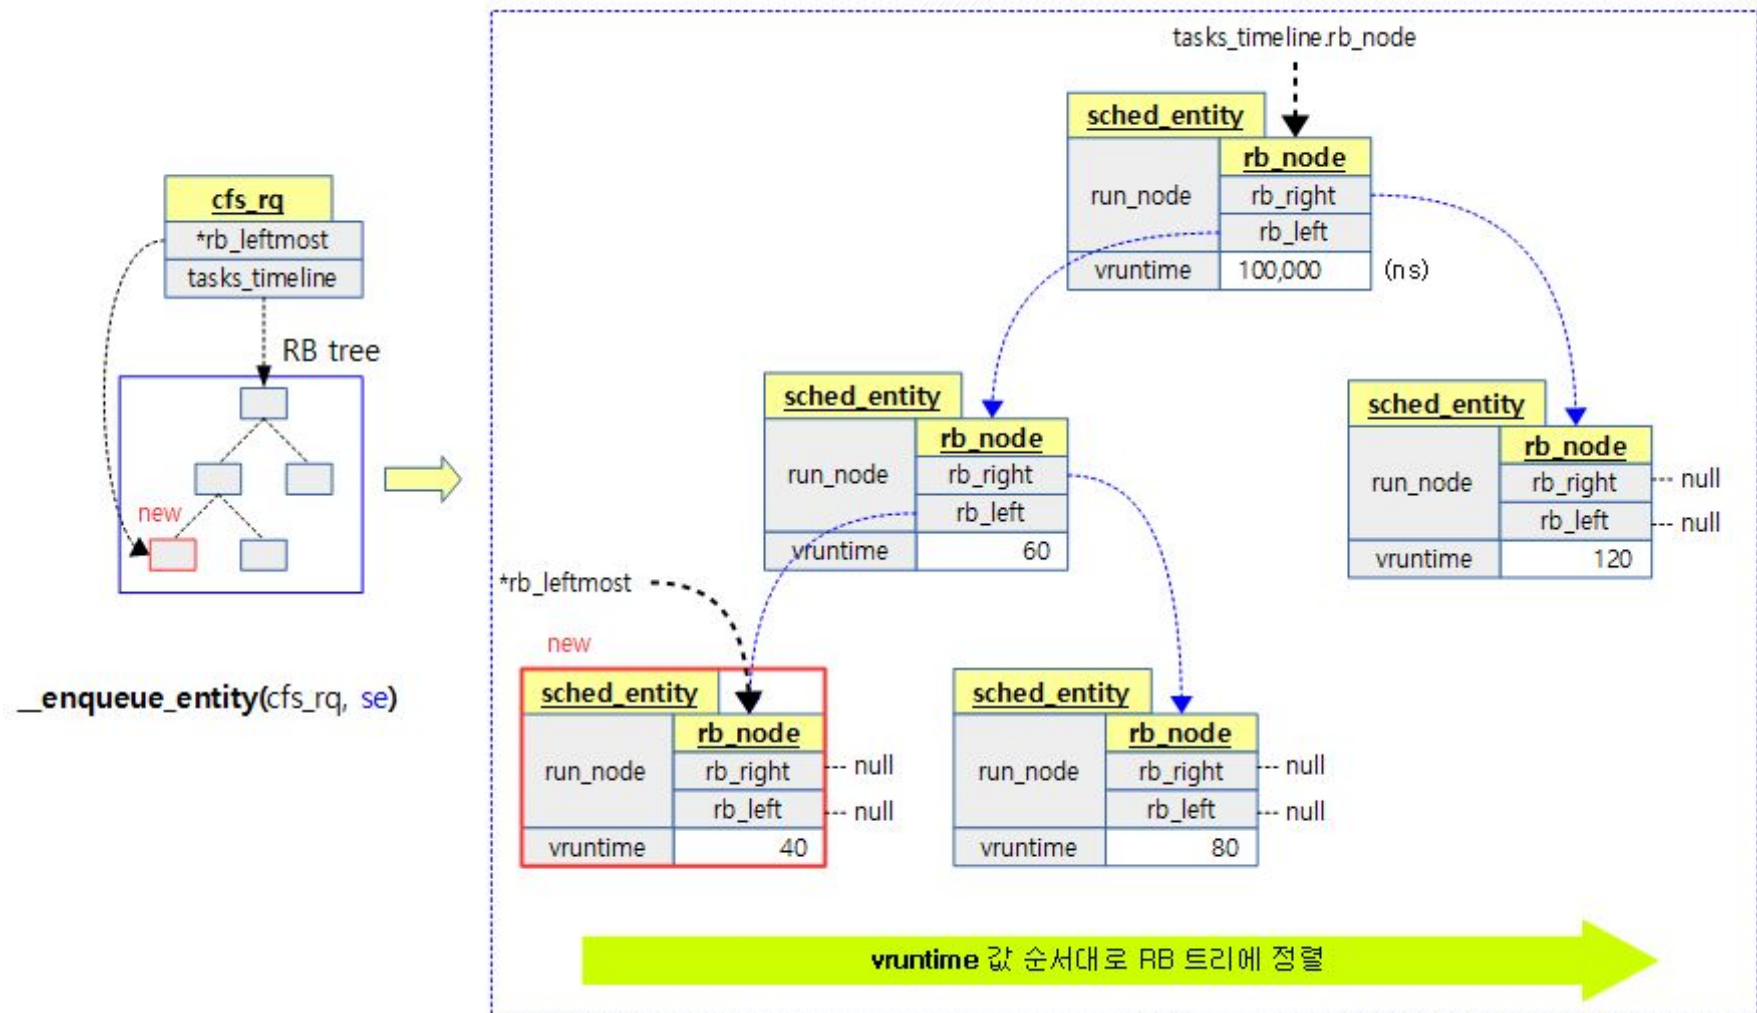 cfs_rq
*rb_leftmost
tasks_timeline
RB tree
new
__enqueue_entity(cfs_rq, se)
tasks_timeline.rb_node
sched_entity
rb_node
run_node
rb_right
rb_left
vruntime
100,000
(ns)
sched_entity
rb_node
run_node
rb_right
rb_left
vruntime
60
sched_entity
rb_node
run_node
rb_right
null
rb_left
null
vruntime
120
*rb_leftmost
new
sched_entity
rb_node
run_node
rb_right
null
rb_left
null
vruntime
40
sched_entity
rb_node
run_node
rb_right
null
rb_left
null
vruntime
80
vruntime 값 순서대로 RB 트리에 정렬